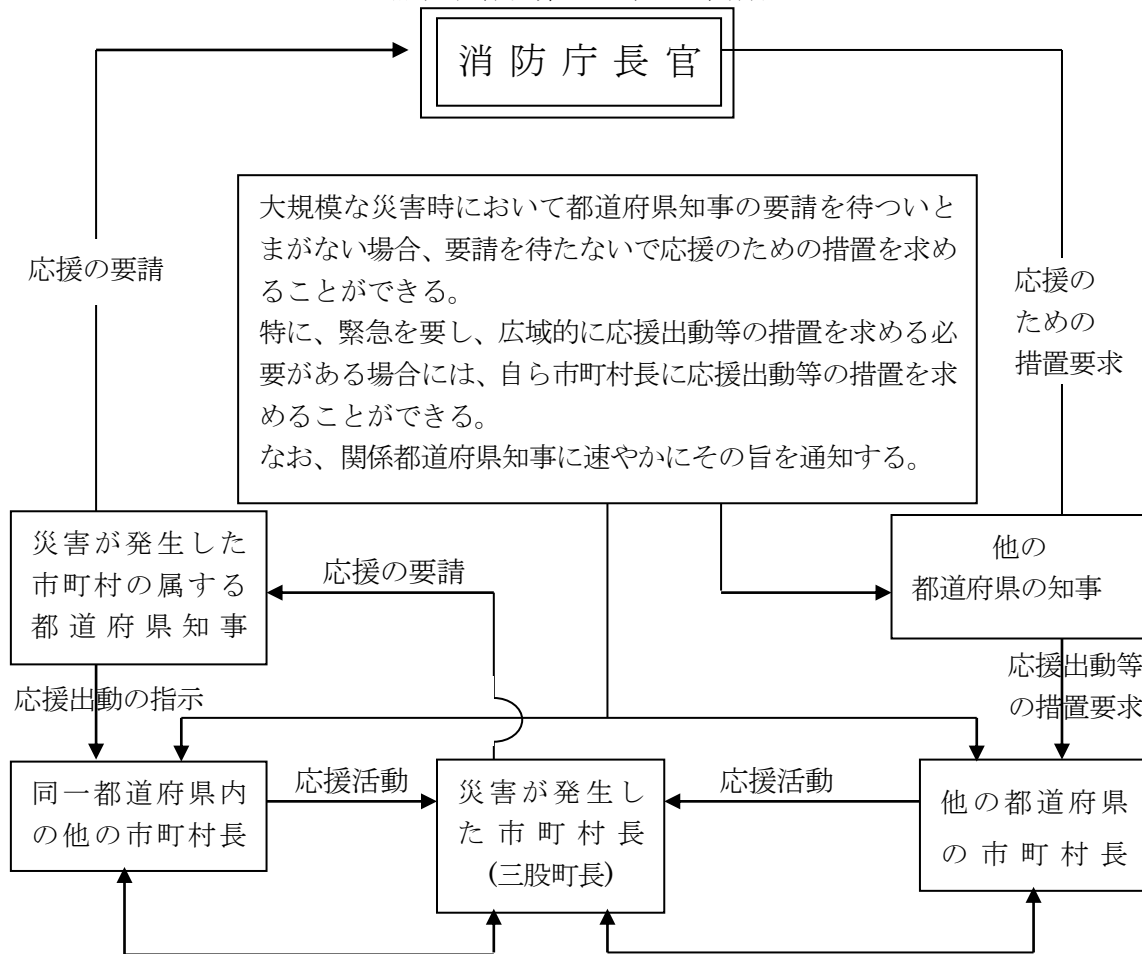 消防庁長官
大規模な災害時において都道府県知事の要請を待ついと
まがない場合、要請を待たないで応援のための措置を求め
ることができる。
特に、緊急を要し、広域的に応援出動等の措置を求める必
要がある場合には、自ら市町村長に応援出動等の措置を求
めることができる。
なお、関係都道府県知事に速やかにその旨を通知する。
応援の要請
応援の
ための
措置要求
災害が発生した
市町村の属する
都道府県知事
応援の要請
他の
都道府県の知事
応援出動の指示
応援出動等
の措置要求
同一都道府県内
の他の市町村長
応援活動
災害が発生し
た市町村長
(三股町長)
応援活動
他の都道府県
の市町村長